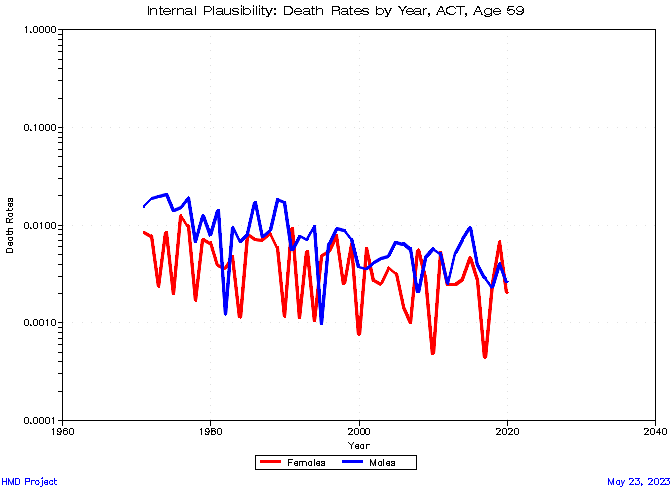 Internal Plausibility: Death Rates by Year, ACT, Age 59
1.0000
0.1000
0.0100
0.0010
0.0001
Death Rates
1960 1980 2000 2020 2040
Year
Females Males
HMD Project May 23, 2023